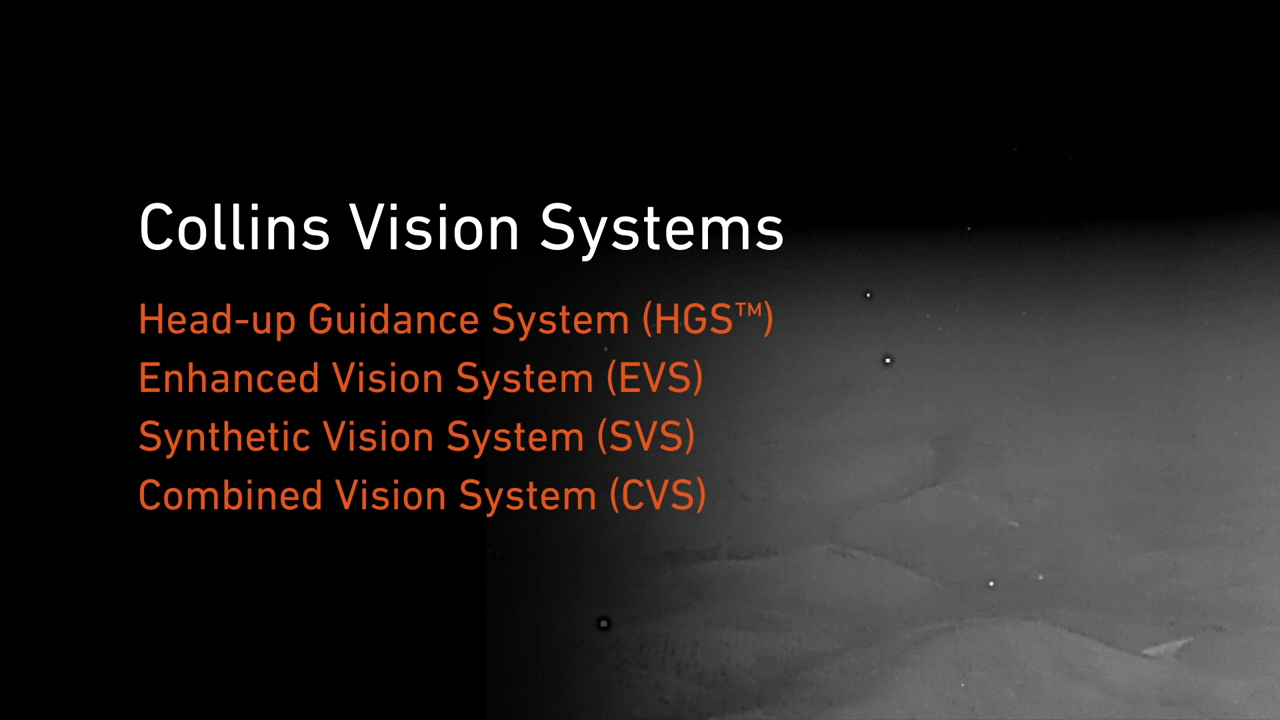 Collins Vision Systems
Head-up Guidance System (HGS™)
Enhanced Vision System (EVS)
Synthetic Vision System (SVS)
Combined Vision System (CVS)